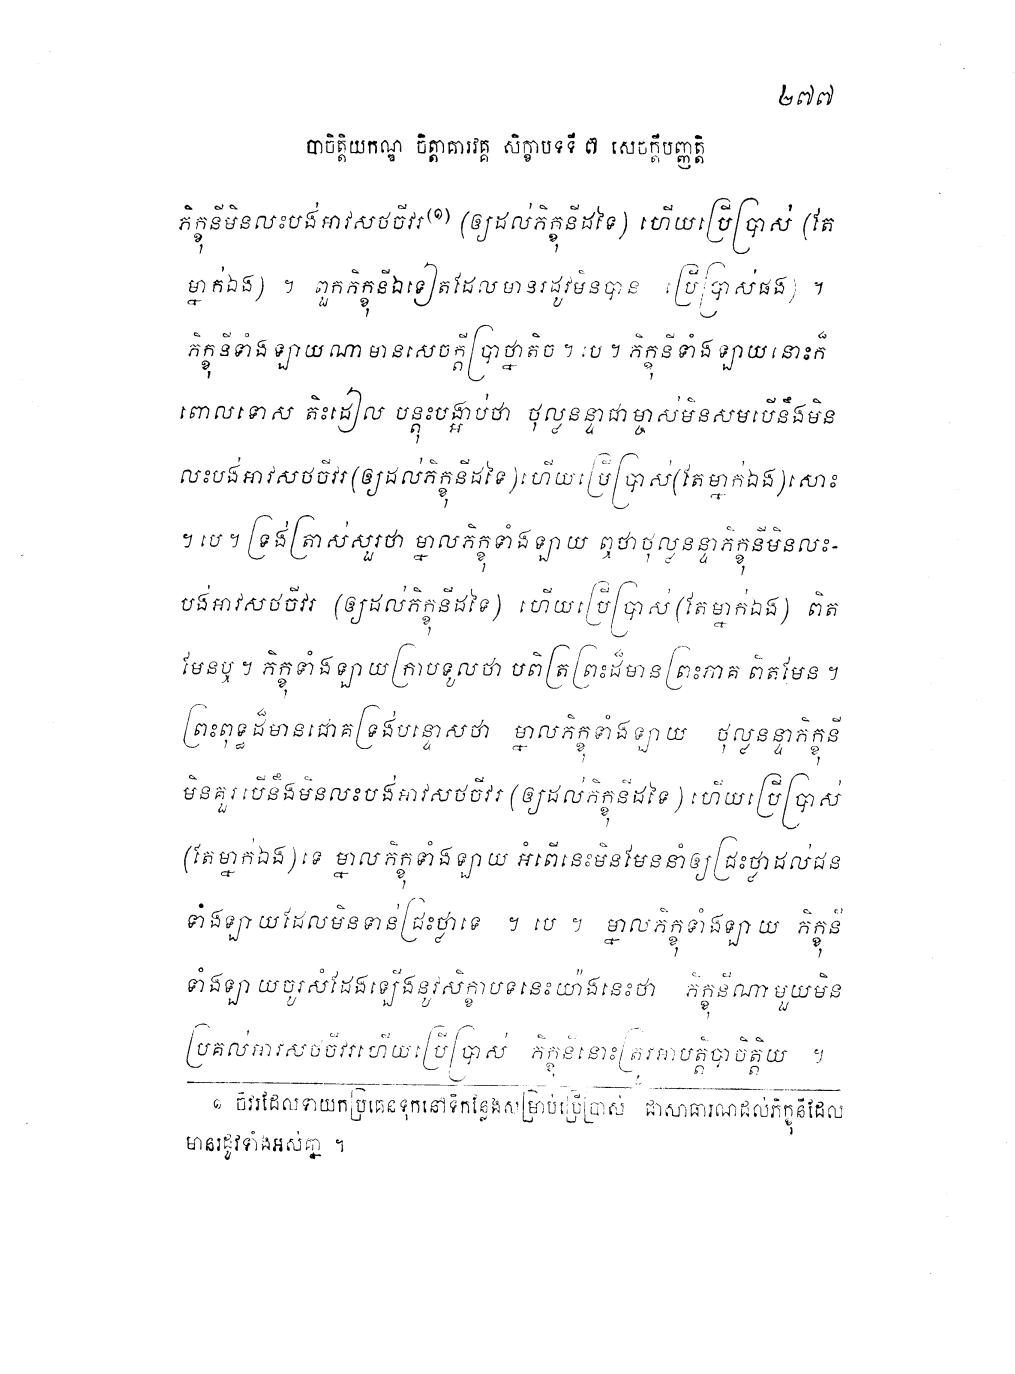 ២៧៧
បាចិត្តិយកណ្ឌ ចិត្តាគារវគ្គ សិក្ខាបទទី ៧ សេចក្តីបញ្ញត្តិ
ភិក្ខុនីមិនលះបង់អាវសថចីវរ(១) (ឲ្យដល់ភិក្ខុនីដទៃ) ហើយប្រើប្រាស់ (តែ
ម្នាក់ឯង) ។ ពួកភិក្ខុនីឯទៀតដែលមានរដូវមិនបាន ប្រើប្រាស់ផង) ។
ភិក្ខុនីទាំងឡាយណាមានសេចក្តីប្រាថ្នាតិច ។ បេ ។ ភិក្ខុនីទាំងឡាយនោះក៏
ពោលទោស តិះដៀល បន្តុះបង្អាប់ថា ថុល្លនន្ទាជាម្ចាស់មិនសមបើនឹងមិន
លះបង់អាវសថចីវរ(ឲ្យដល់ភិក្ខុនីដទៃ)ហើយប្រើប្រាស់(តែម្នាក់ឯង)សោះ
។ បេ ។ ទ្រង់ត្រាស់សួរថា ម្នាលភិក្ខុទាំងឡាយ ឮថាថុល្លនន្ទាភិក្ខុនីមិនលះ-
បង់អាវសថចីវរ (ឲ្យដល់ភិក្ខុនីដទៃ) ហើយប្រើប្រាស់(តែម្នាក់ឯង) ពិត
មែនឬ ។ ភិក្ខុទាំងឡាយក្រាបទូលថា បពិត្រព្រះដ៏មានព្រះភាគ ពិតមែន ។
ព្រះពុទ្ធដ៏មានជោគទ្រង់បន្ទោសថា ម្នាលភិក្ខុទាំងឡាយ ថុល្លនន្ទាភិក្ខុនី
មិនគួរបើនឹងមិនលះបង់អាវសថចីវរ (ឲ្យដល់ភិក្ខុនីដទៃ) ហើយប្រើប្រាស់
(តែម្នាក់ឯង)ទេ ម្នាលភិក្ខុទាំងឡាយ អំពើនេះមិនមែននាំឲ្យជ្រះថ្លាដល់ជន
ទាំងឡាយដែលមិនទាន់ជ្រះថ្លាទេ ។ បេ ។ ម្នាលភិក្ខុទាំងឡាយ ភិក្ខុនី
ទាំងឡាយចូរសំដែងឡើងនូវសិក្ខាបទនេះយ៉ាងនេះថា ភិក្ខុនីណាមួយមិន
ប្រគល់អាវសថចីវរហើយប្រើប្រាស់ ភិក្ខុនីនោះត្រូវអាបត្តិបាចិត្តិយ ។
១ ចីវរដែលទាយកប្រគេនទុកនៅទីកន្លែងសម្រាប់ប្រើប្រាស់ ជាសាធារណដល់ភិក្ខុនីដែល
មានរដូវទាំងអស់គ្នា ។